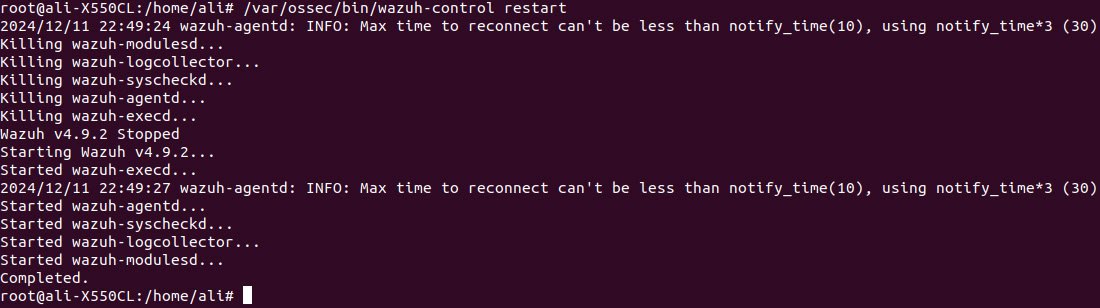 root@ali-X550CL:/home/ali# /var/ossec/bin/wazuh-control restart
2024/12/11 22:49:24 wazuh-agentd: INFO: Max time to reconnect can't be less than notify_time(10), using notify_time*3 (30)
Killing wazuh-modulesd...
Killing wazuh-logcollector...
Killing wazuh-syscheckd...
Killing wazuh-agentd...
Killing wazuh-execd...
Wazuh v4.9.2 Stopped
Starting Wazuh v4.9.2...
Started wazuh-execd...
2024/12/11 22:49:27 wazuh-agentd: INFO: Max time to reconnect can't be less than notify_time(10), using notify_time*3 (30)
Started wazuh-agentd...
Started wazuh-syscheckd...
Started wazuh-logcollector...
Started wazuh-modulesd...
Completed.
root@ali-X550CL:/home/ali#